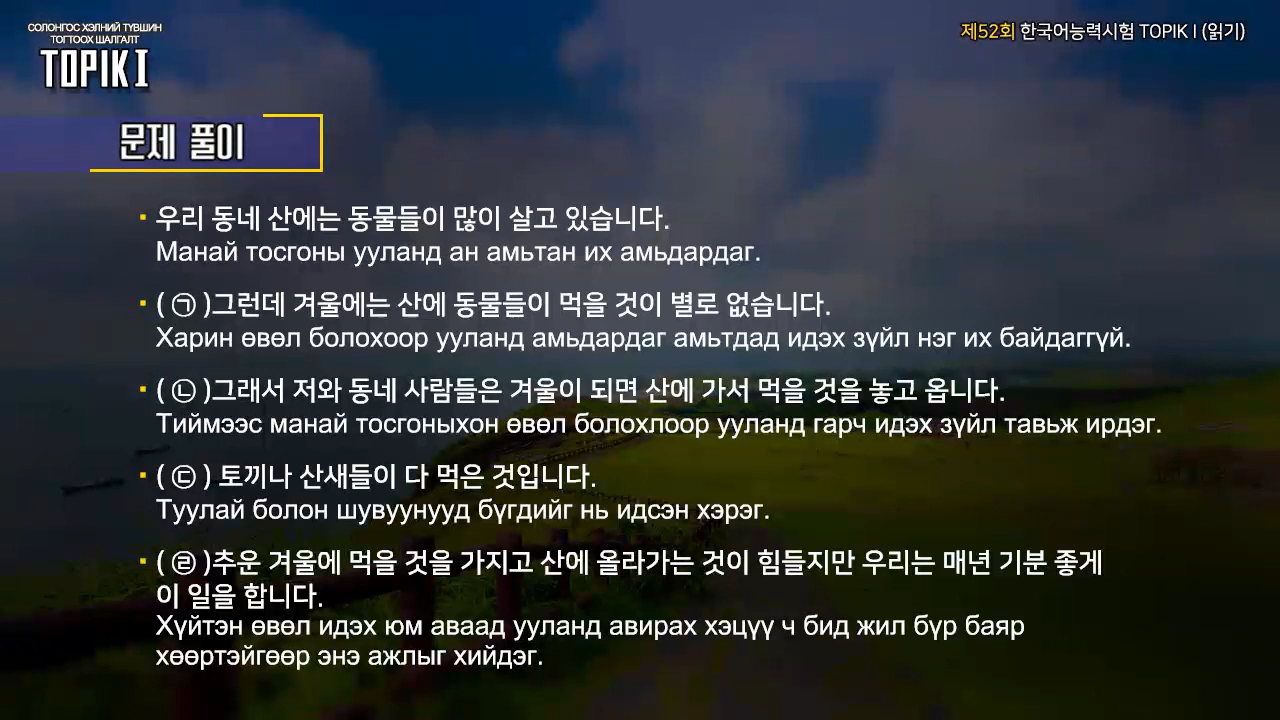 СОЛОНГОС ХЭЛНИЙ ТҮВШИН
ТОГТООХ ШАЛГАЛТ
TOPIK I
제52회 한국어능력시험 TOPIK I (읽기)
문제 풀이
우리 동네 산에는 동물들이 많이 살고 있습니다.
Манай тосгоны ууланд ан амьтан их амьдардаг.
( ㉠ )그런데 겨울에는 산에 동물들이 먹을 것이 별로 없습니다.
Харин өвөл болохоор ууланд амьдардаг амьтдад идэх зүйл нэг их байдаггүй.
( ㉡ )그래서 저와 동네 사람들은 겨울이 되면 산에 가서 먹을 것을 놓고 옵니다.
Тиймээс манай тосгоныхон өвөл болохлоор ууланд гарч идэх зүйл тавьж ирдэг.
( ㉢ ) 토끼나 산새들이 다 먹은 것입니다.
Туулай болон шувуунууд бүгдийг нь идсэн хэрэг.
( ㉣ )추운 겨울에 먹을 것을 가지고 산에 올라가는 것이 힘들지만 우리는 매년 기분 좋게
이 일을 합니다.
Хүйтэн өвөл идэх юм аваад ууланд авирах хэцүү ч бид жил бүр баяр
хөөртэйгөөр энэ ажлыг хийдэг.